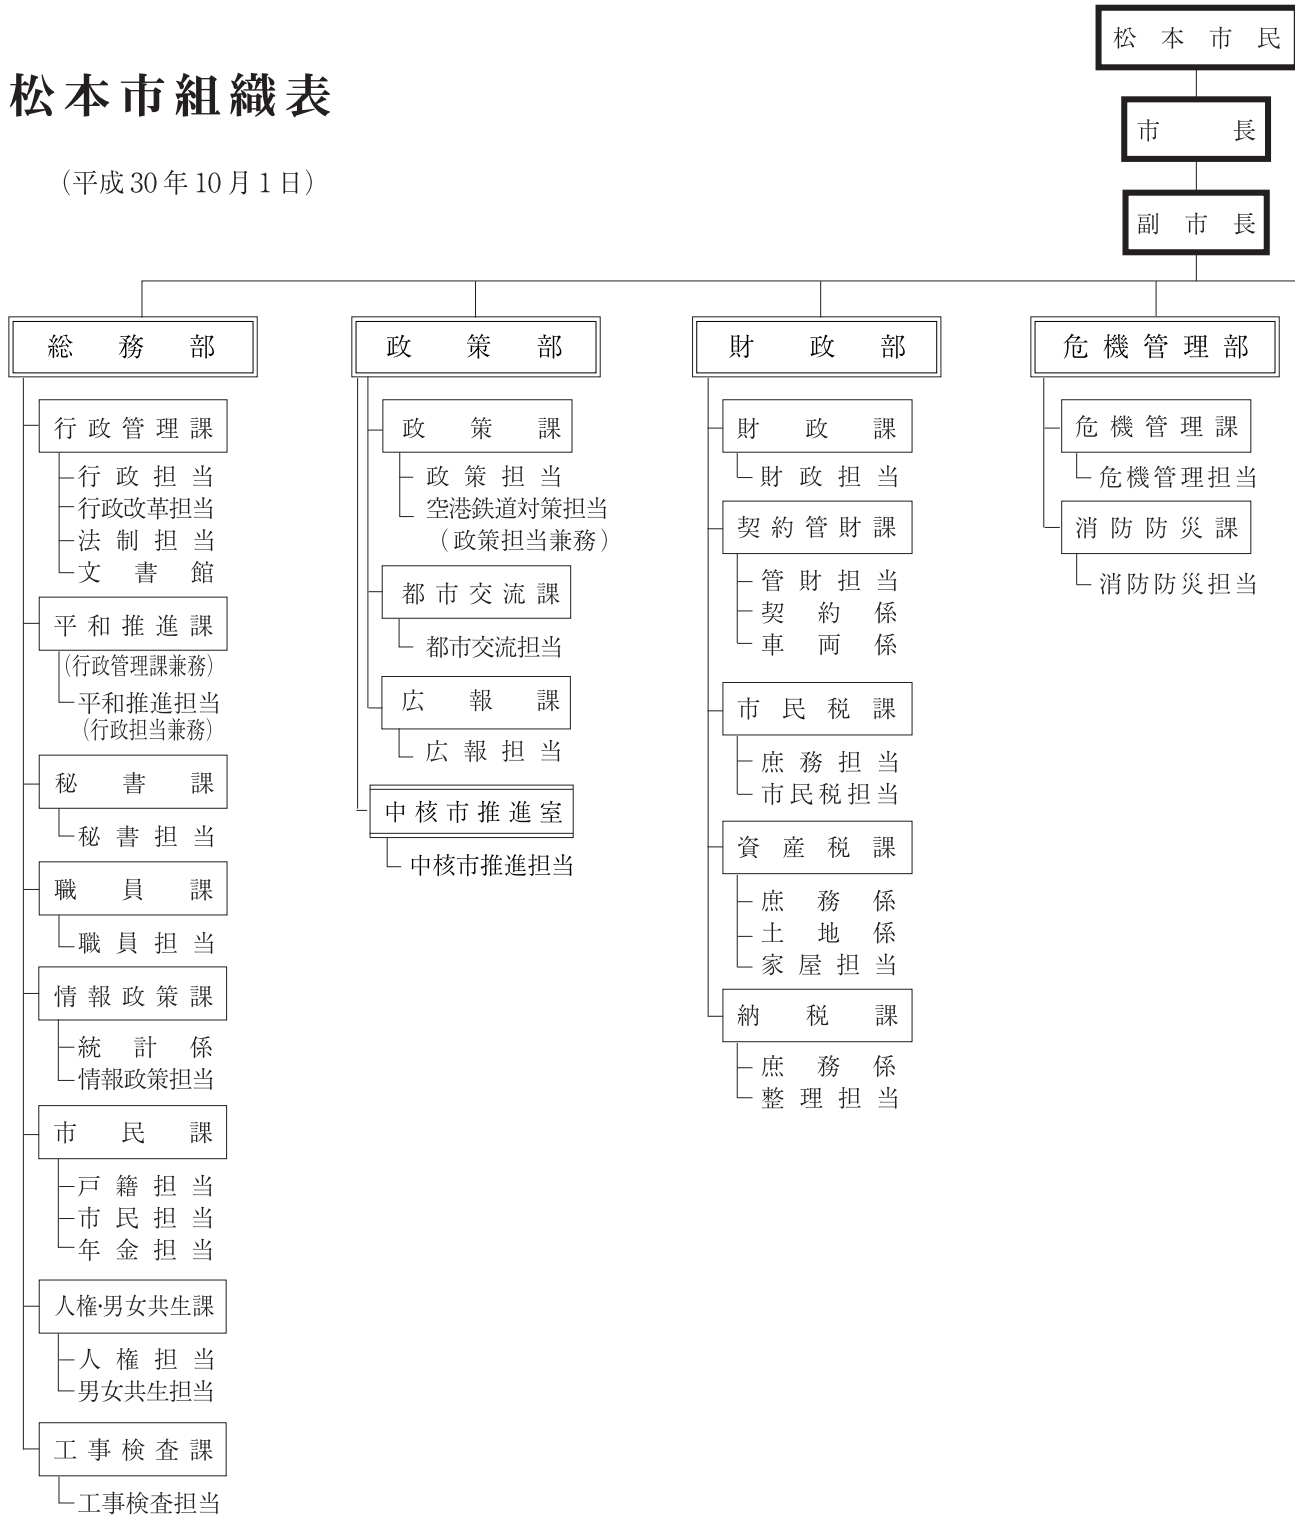 松本市組織表
（平成30年10月1日）
松本市民
市長
副市長
総務部
行政管理課
行政担当
行政改革担当
法制担当
文書館
平和推進課
（行政管理課兼務）
平和推進担当
（行政担当兼務）
秘書課
秘書担当
職員課
職員担当
情報政策課
統計係
情報政策担当
市民課
戸籍担当
市民担当
年金担当
人権・男女共生課
人権担当
男女共生担当
工事検査課
工事検査担当
政策部
政策課
政策担当
空港鉄道対策担当
（政策担当兼務）
都市交流課
都市交流担当
広報課
広報担当
中核市推進室
中核市推進担当
財政部
財政課
財政担当
契約管財課
管財担当
契約係
車両係
市民税課
庶務担当
市民税担当
資産税課
庶務係
土地係
家屋担当
納税課
庶務係
整理担当
危機管理部
危機管理課
危機管理担当
消防防災課
消防防災担当